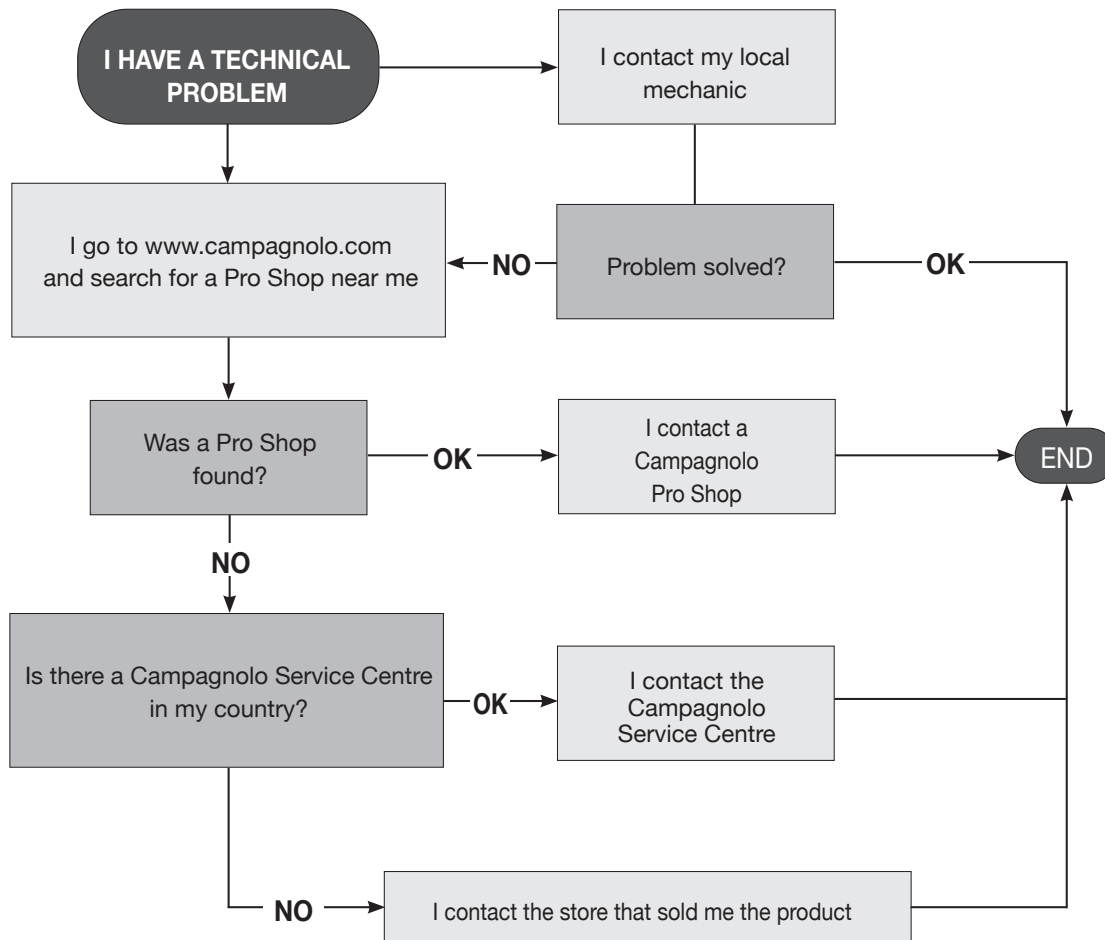 I HAVE A TECHNICAL
PROBLEM
I contact my local
mechanic
I go to www.campagnolo.com
and search for a Pro Shop near me
NO
Problem solved?
OK
Was a Pro Shop
found?
OK
I contact a
Campagnolo
Pro Shop
END
NO
Is there a Campagnolo Service Centre
in my country?
OK
I contact the
Campagnolo
Service Centre
NO
I contact the store that sold me the product